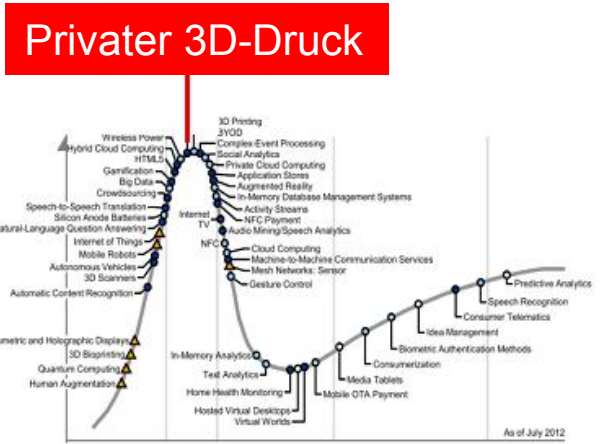 Privater 3D-Druck
3D Printing
BYOD
Wireless Power
Complex-Event Processing
Hybrid Cloud Computing
Social Analytics
HTML5
Private Cloud Computing
Gamification
Application Stores
Big Data
Augmented Reality
Crowdsourcing
In-Memory Database Management Systems
Speech-to-Speech Translation
Activity Streams
Silicon Anode Batteries
Internet
TV
NFC Payment
Natural-Language Question Answering
Audio Mining/Speech Analytics
Internet of Things
NFC
Cloud Computing
Mobile Robots
Machine-to-Machine Communication Services
Autonomous Vehicles
Mesh Networks: Sensor
3D Scanners
Gesture Control
Predictive Analytics
Automatic Content Recognition
Speech Recognition
Consumer Telematics
Idea Management
umetric and Holographic Displays
Biometric Authentication Methods
3D Bioprinting
In-Memory Analytics
Consumerization
Quantum Computing
Text Analytics
Media Tablets
Human Augmentation
Home Health Monitoring
Mobile OTA Payment
Hosted Virtual Desktops
Virtual Worlds
As of July 2012